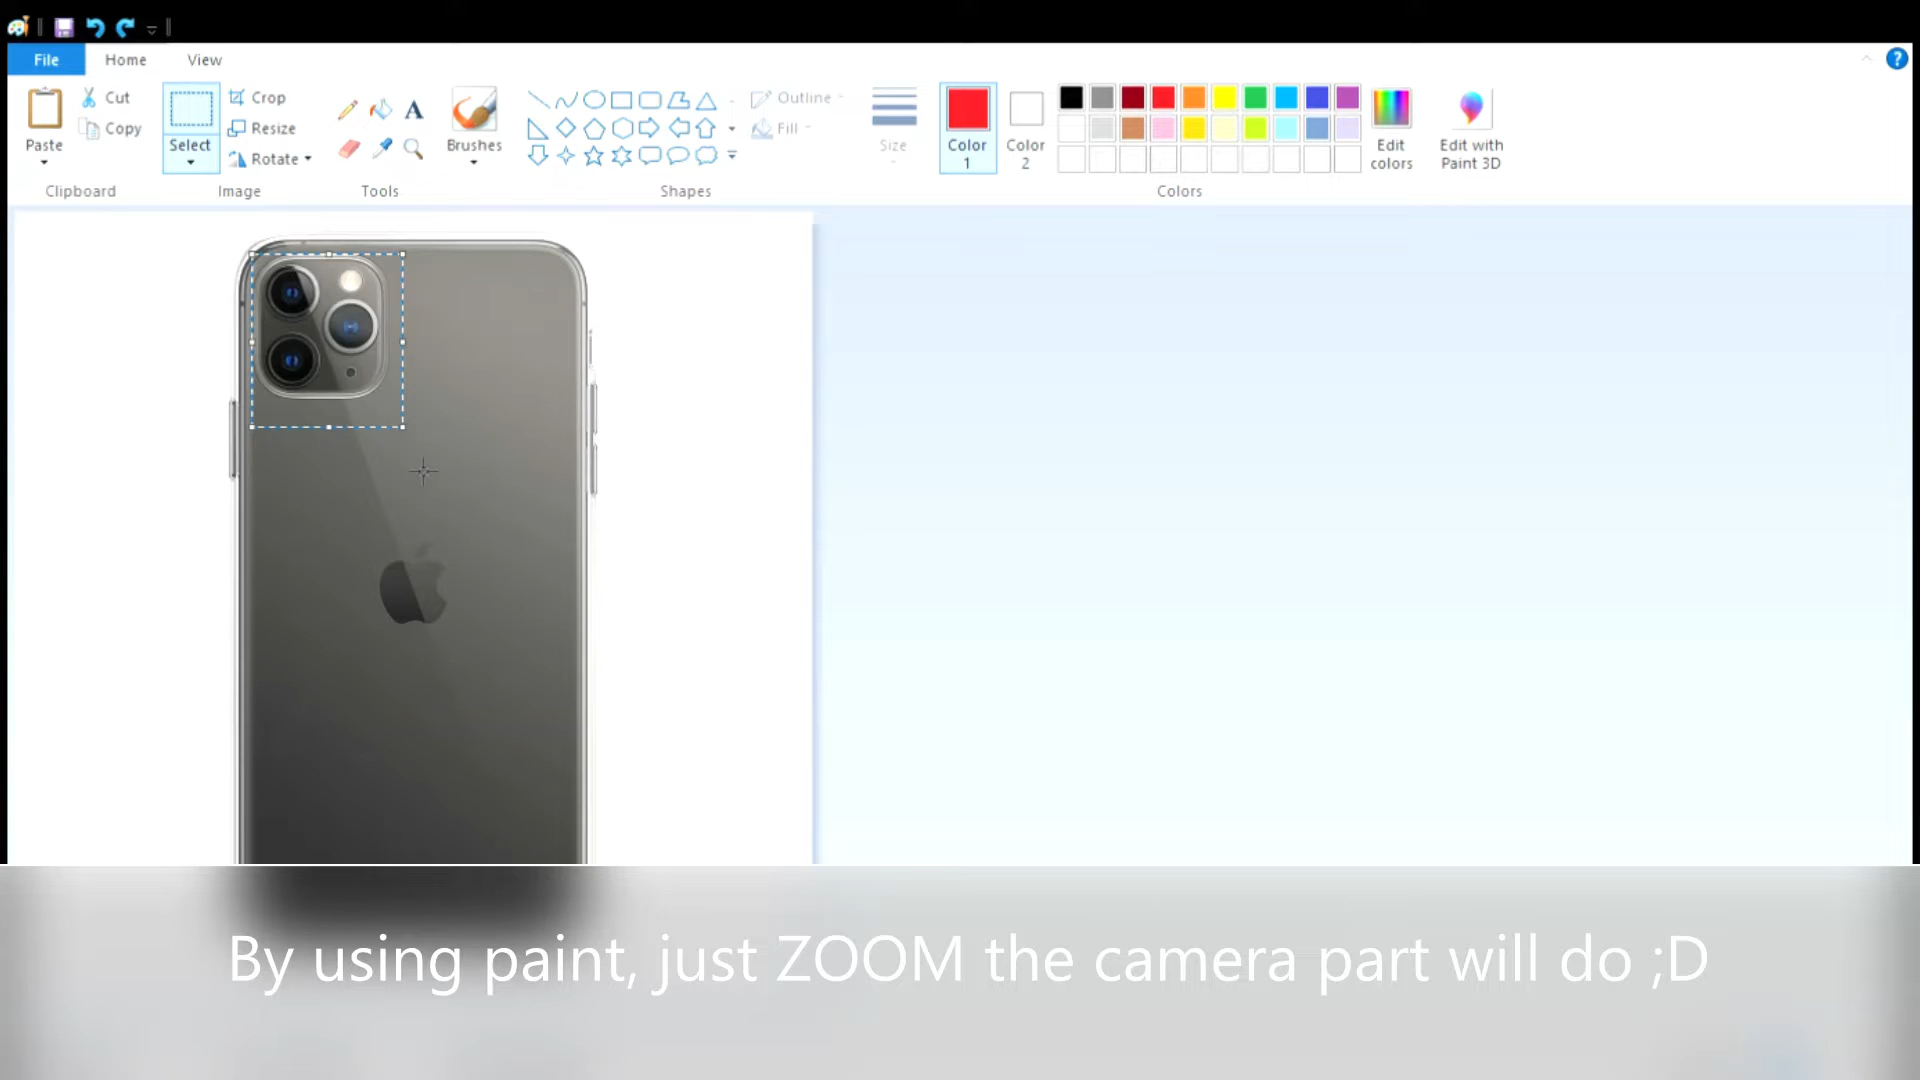 File Home View
Paste
Cut
Copy
Clipboard
Select
Crop
Resize
Rotate
Image
A
Tools
Brushes
Shapes
Outline
Fill
Size
Color 1
Color 2
Colors
Edit colors
Edit with Paint 3D
?
By using paint, just ZOOM the camera part will do ;D